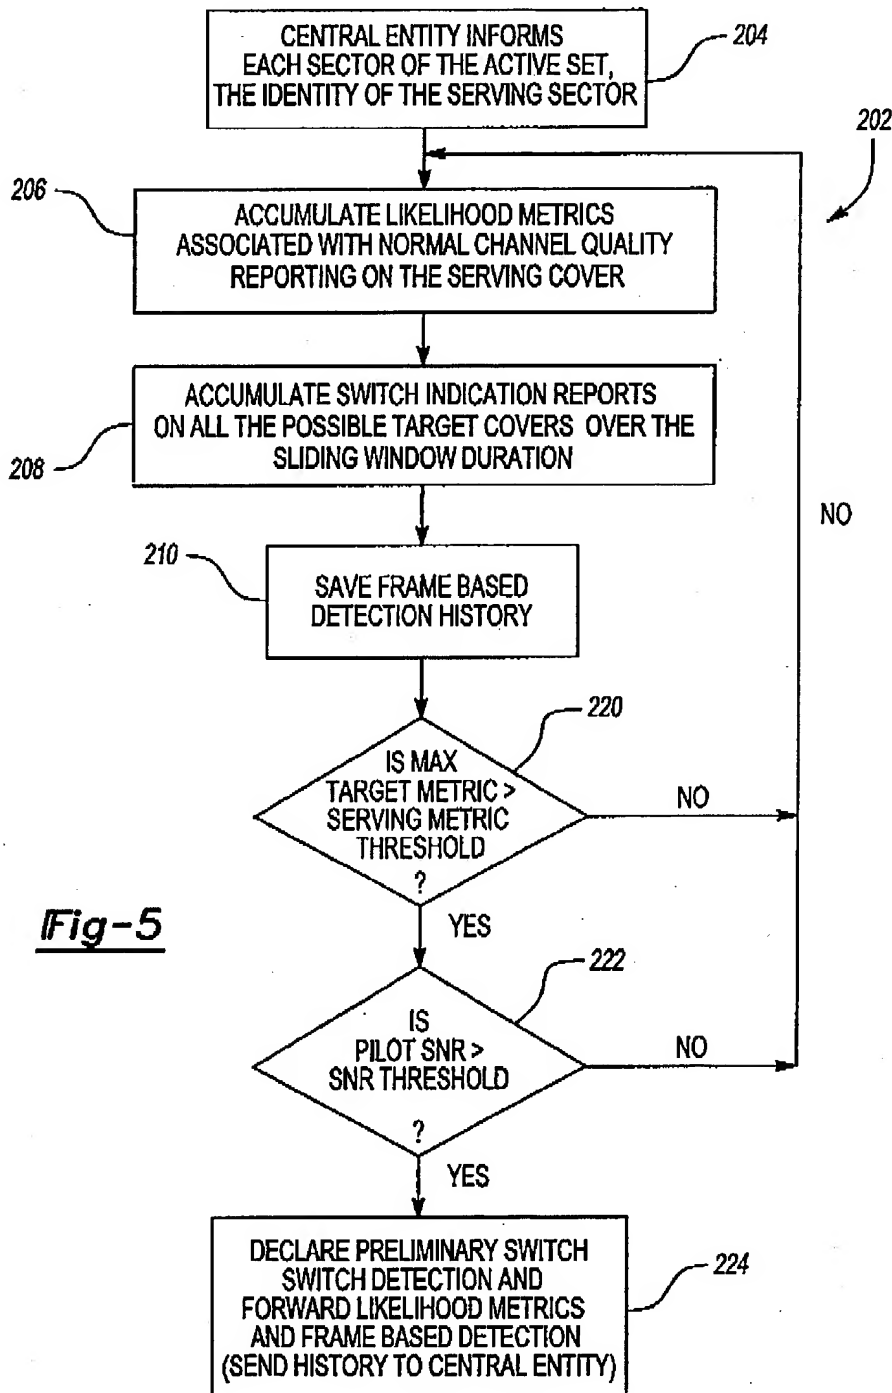 CENTRAL ENTITY INFORMS
EACH SECTOR OF THE ACTIVE SET,
THE IDENTITY OF THE SERVING SECTOR
204
202
206
ACCUMULATE LIKELIHOOD METRICS
ASSOCIATED WITH NORMAL CHANNEL QUALITY
REPORTING ON THE SERVING COVER
ACCUMULATE SWITCH INDICATION REPORTS
ON ALL THE POSSIBLE TARGET COVERS OVER THE
SLIDING WINDOW DURATION
208
NO
210
SAVE FRAME BASED
DETECTION HISTORY
220
IS MAX
TARGET METRIC >
SERVING METRIC
THRESHOLD
?
NO
YES
Fig-5
222
IS
PILOT SNR >
SNR THRESHOLD
?
NO
YES
DECLARE PRELIMINARY SWITCH
SWITCH DETECTION AND
FORWARD LIKELIHOOD METRICS
AND FRAME BASED DETECTION
(SEND HISTORY TO CENTRAL ENTITY)
224